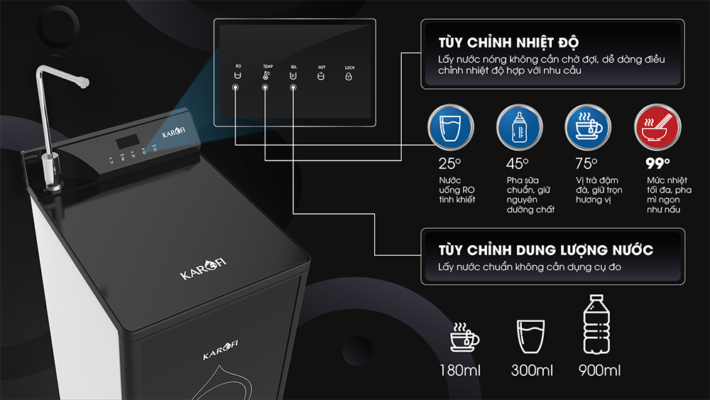 RO TEMP VOL HOT LOCK
TÙY CHỈNH NHIỆT ĐỘ
Lấy nước nóng không cần chờ đợi, dễ dàng điều
chỉnh nhiệt độ hợp với nhu cầu
25°
Nước
uống RO
tinh khiết
45°
Pha sữa
chuẩn, giữ
nguyên
dưỡng chất
75°
Vị trà đậm
đà, giữ trọn
hương vị
99°
Mức nhiệt
tối đa, pha
mì ngon
như nấu
KAROFI
KAROFI
KAROFI
TÙY CHỈNH DUNG LƯỢNG NƯỚC
Lấy nước chuẩn không cần dụng cụ đo
180ml 300ml 900ml